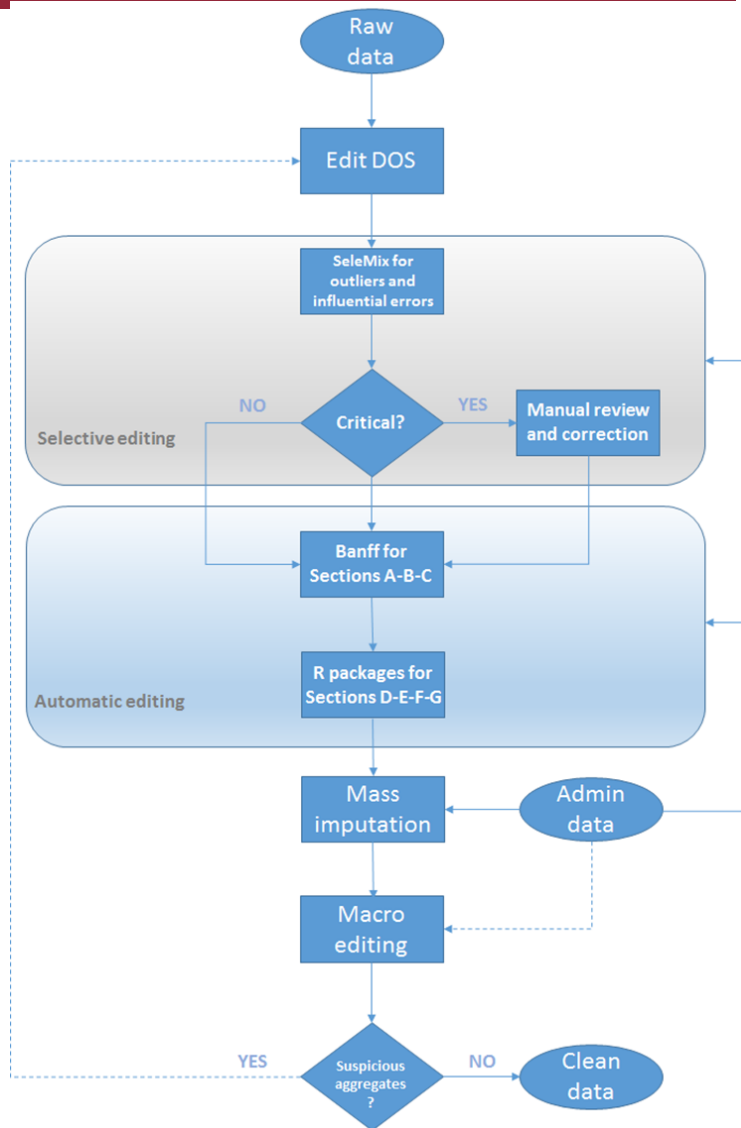 Raw
data
Edit DOS
SeleMix for
outliers and
influential errors
NO
Critical?
YES
Manual review
and correction
Selective editing
Banff for
Sections A-B-C
R packages for
Sections D-E-F-G
Automatic editing
Mass
imputation
Admin
data
Macro
editing
YES
Suspicious
aggregates
?
NO
Clean
data